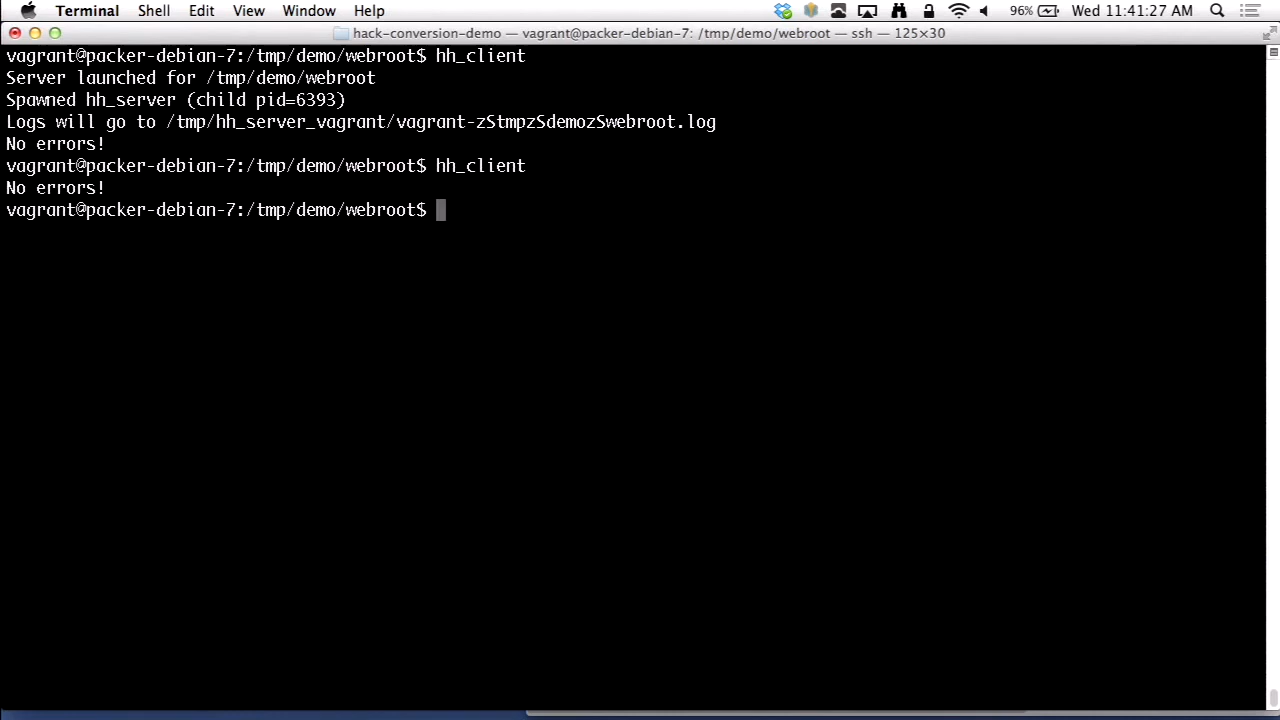 Terminal Shell Edit View Window Help 96% Wed 11:41:27 AM
hack-conversion-demo — vagrant@packer-debian-7: /tmp/demo/webroot — ssh — 125×30
vagrant@packer-debian-7:/tmp/demo/webroot$ hh_client
Server launched for /tmp/demo/webroot
Spawned hh_server (child pid=6393)
Logs will go to /tmp/hh_server_vagrant/vagrant-zStmpzSdemozSwebroot.log
No errors!
vagrant@packer-debian-7:/tmp/demo/webroot$ hh_client
No errors!
vagrant@packer-debian-7:/tmp/demo/webroot$